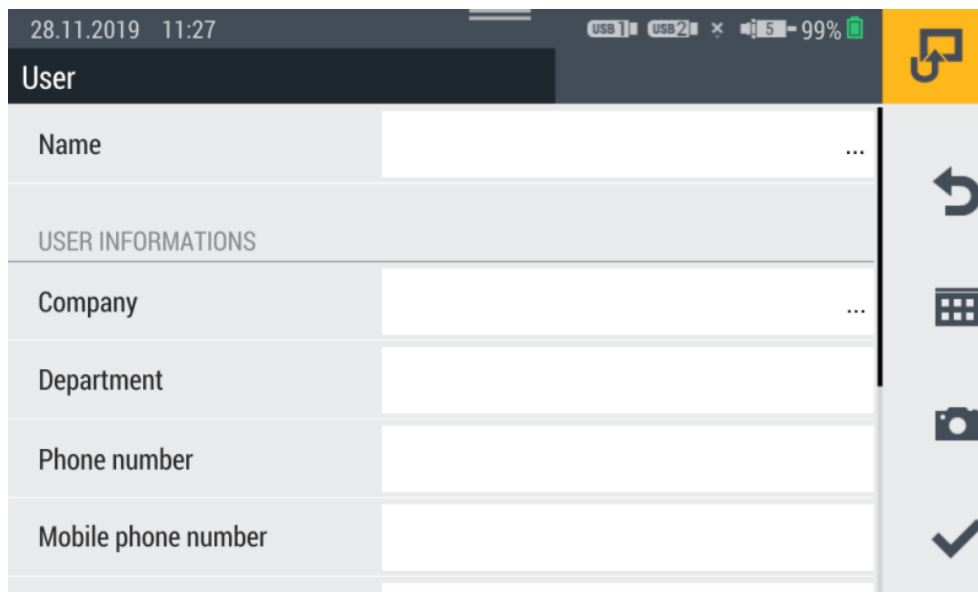 28.11.2019 11:27 USB 1 USB 2 5 99%
User
Name ...
USER INFORMATIONS
Company ...
Department
Phone number
Mobile phone number